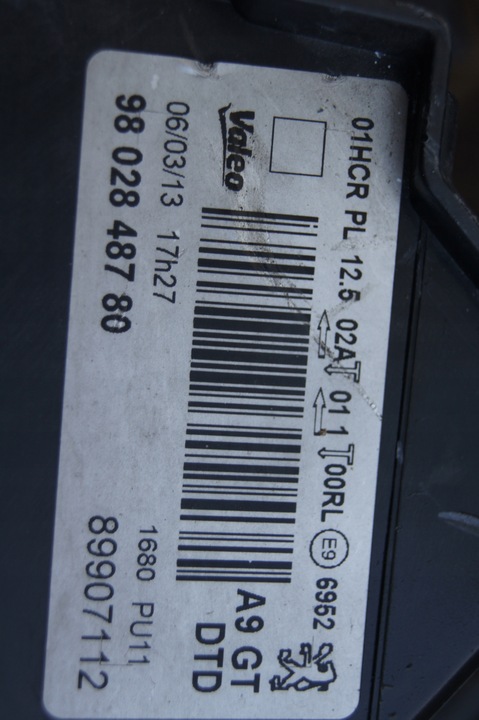 01HCR PL 12.5 02A 01 1 00RL E9 6952
Valeo
A9 GT
DTD
06/03/13 17h27
1680 PU11
98 028 487 80
89907112